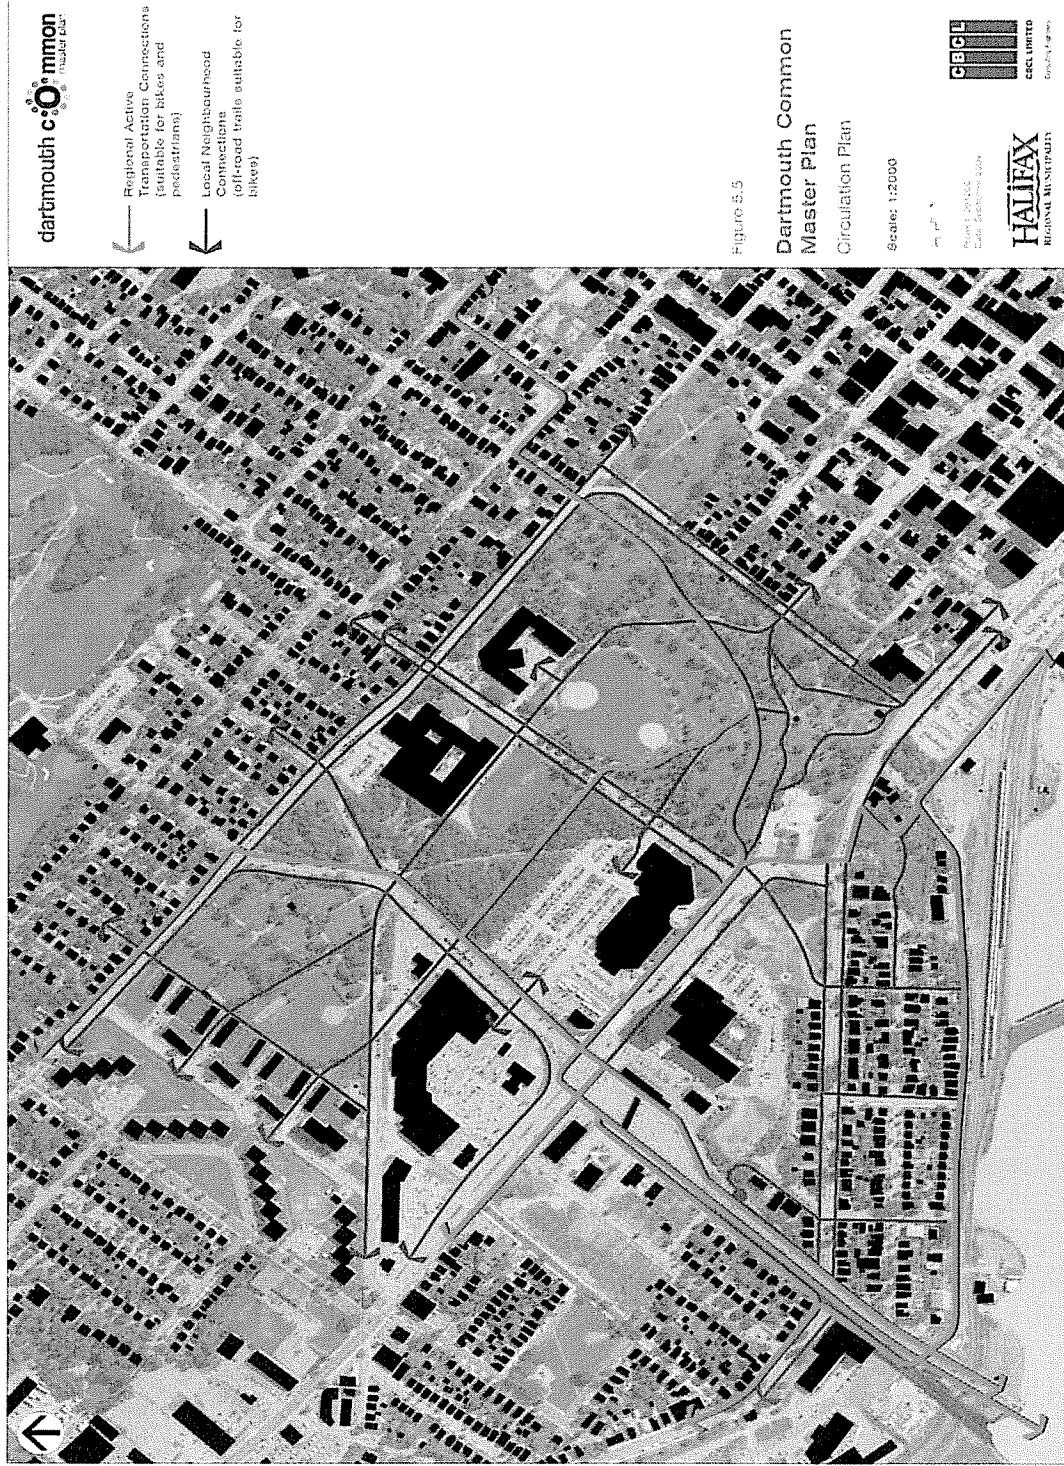 dartmouth common
master plan
Regional Active
Transportation Connections
(suitable for bikes and
pedestrians)
Local Neighbourhood
Connections
(off-road trails suitable for
bikes)
Figure 5.5
Dartmouth Common
Master Plan
Circulation Plan
Scale: 1:2000
HALIFAX
REGIONAL MUNICIPALITY
CBCL
CBCL LIMITED